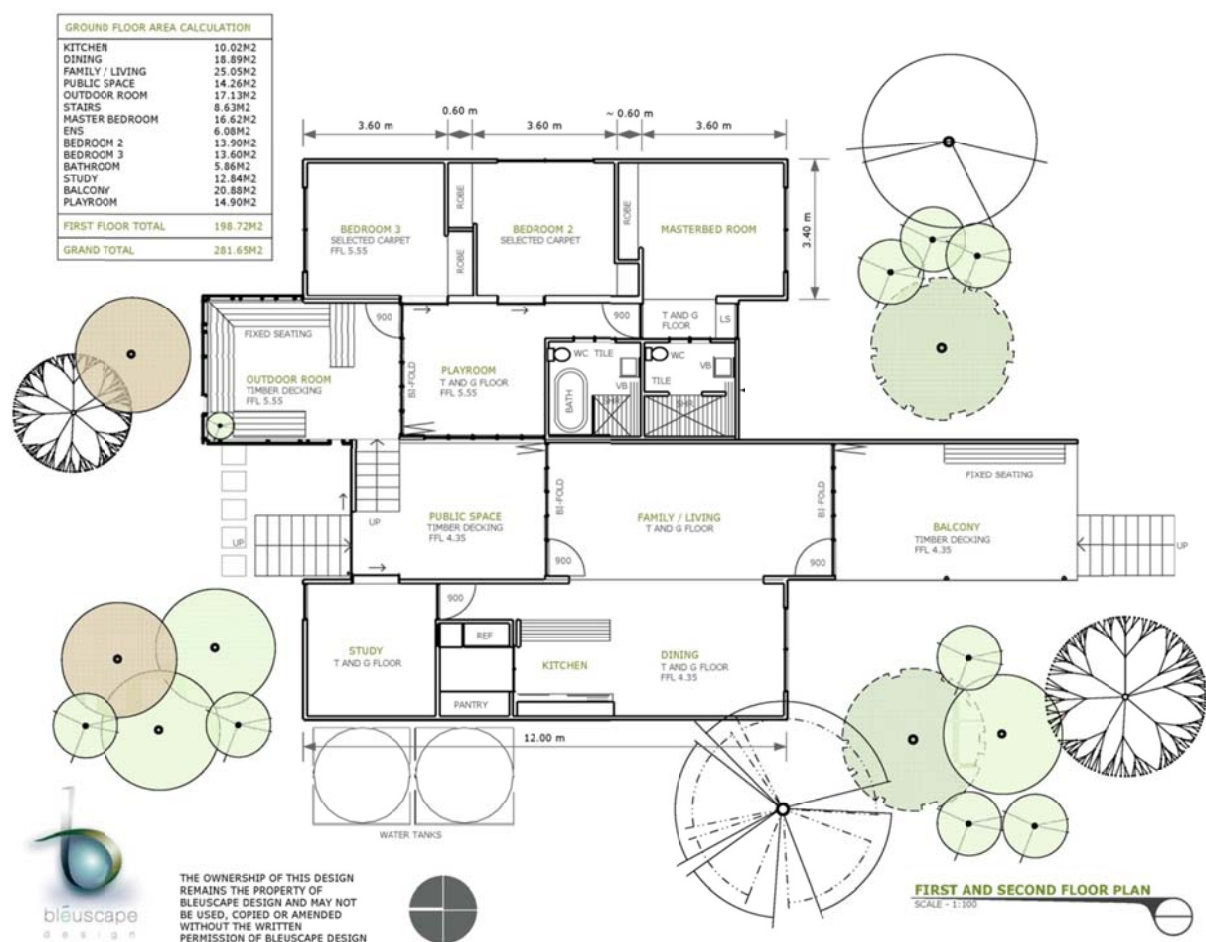 GROUND FLOOR AREA CALCULATION
KITCHEN 10.02M2
DINING 18.89M2
FAMILY / LIVING 25.05M2
PUBLIC SPACE 14.26M2
OUTDOOR ROOM 17.13M2
STAIRS 8.63M2
MASTER BEDROOM 16.62M2
ENS 6.08M2
BEDROOM 2 13.90M2
BEDROOM 3 13.60M2
BATHROOM 5.86M2
STUDY 12.84M2
BALCONY 20.88M2
PLAYROOM 14.90M2
FIRST FLOOR TOTAL 198.72M2
GRAND TOTAL 281.65M2
0.60 m
~ 0.60 m
3.60 m
3.60 m
3.60 m
3.40 m
BEDROOM 3
SELECTED CARPET
FFL 5.55
ROBE
ROBE
BEDROOM 2
SELECTED CARPET
ROBE
MASTERBED ROOM
FIXED SEATING
900
900
T AND G
FLOOR
LS
OUTDOOR ROOM
TIMBER DECKING
FFL 5.55
BI-FOLD
PLAYROOM
T AND G FLOOR
FFL 5.55
WC TILE
VB
BATH
SHR
WC
TILE
VB
SHR
UP
UP
PUBLIC SPACE
TIMBER DECKING
FFL 4.35
BI-FOLD
900
FAMILY / LIVING
T AND G FLOOR
BI-FOLD
900
FIXED SEATING
BALCONY
TIMBER DECKING
FFL 4.35
UP
900
STUDY
T AND G FLOOR
REF
PANTRY
KITCHEN
DINING
T AND G FLOOR
FFL 4.35
12.00 m
WATER TANKS
bleuscape
design
THE OWNERSHIP OF THIS DESIGN
REMAINS THE PROPERTY OF
BLEUSCAPE DESIGN AND MAY NOT
BE USED, COPIED OR AMENDED
WITHOUT THE WRITTEN
PERMISSION OF BLEUSCAPE DESIGN
FIRST AND SECOND FLOOR PLAN
SCALE - 1:100